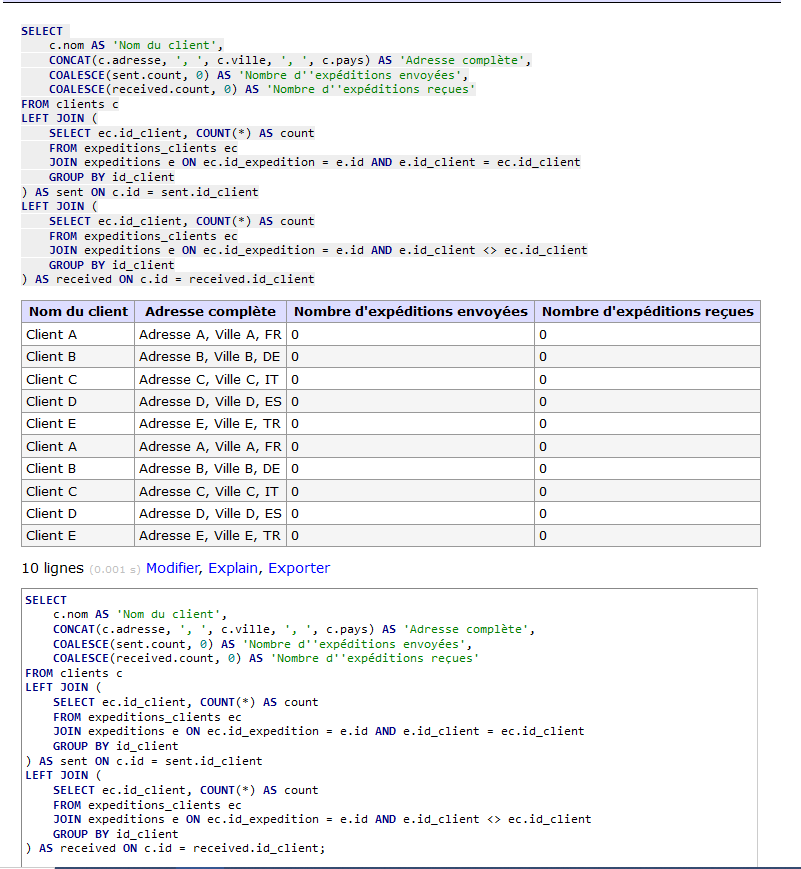 SELECT
c.nom AS 'Nom du client',
CONCAT(c.adresse, ', ', c.ville, ', ', c.pays) AS 'Adresse complète',
COALESCE(sent.count, 0) AS 'Nombre d''expéditions envoyées',
COALESCE(received.count, 0) AS 'Nombre d''expéditions reçues'
FROM clients c
LEFT JOIN (
SELECT ec.id_client, COUNT(*) AS count
FROM expeditions_clients ec
JOIN expeditions e ON ec.id_expedition = e.id AND e.id_client = ec.id_client
GROUP BY id_client
) AS sent ON c.id = sent.id_client
LEFT JOIN (
SELECT ec.id_client, COUNT(*) AS count
FROM expeditions_clients ec
JOIN expeditions e ON ec.id_expedition = e.id AND e.id_client <> ec.id_client
GROUP BY id_client
) AS received ON c.id = received.id_client
Nom du client Adresse complète Nombre d'expéditions envoyées Nombre d'expéditions reçues
Client A Adresse A, Ville A, FR 0 0
Client B Adresse B, Ville B, DE 0 0
Client C Adresse C, Ville C, IT 0 0
Client D Adresse D, Ville D, ES 0 0
Client E Adresse E, Ville E, TR 0 0
Client A Adresse A, Ville A, FR 0 0
Client B Adresse B, Ville B, DE 0 0
Client C Adresse C, Ville C, IT 0 0
Client D Adresse D, Ville D, ES 0 0
Client E Adresse E, Ville E, TR 0 0
10 lignes (0.001 s) Modifier, Explain, Exporter
SELECT
c.nom AS 'Nom du client',
CONCAT(c.adresse, ', ', c.ville, ', ', c.pays) AS 'Adresse complète',
COALESCE(sent.count, 0) AS 'Nombre d''expéditions envoyées',
COALESCE(received.count, 0) AS 'Nombre d''expéditions reçues'
FROM clients c
LEFT JOIN (
SELECT ec.id_client, COUNT(*) AS count
FROM expeditions_clients ec
JOIN expeditions e ON ec.id_expedition = e.id AND e.id_client = ec.id_client
GROUP BY id_client
) AS sent ON c.id = sent.id_client
LEFT JOIN (
SELECT ec.id_client, COUNT(*) AS count
FROM expeditions_clients ec
JOIN expeditions e ON ec.id_expedition = e.id AND e.id_client <> ec.id_client
GROUP BY id_client
) AS received ON c.id = received.id_client;